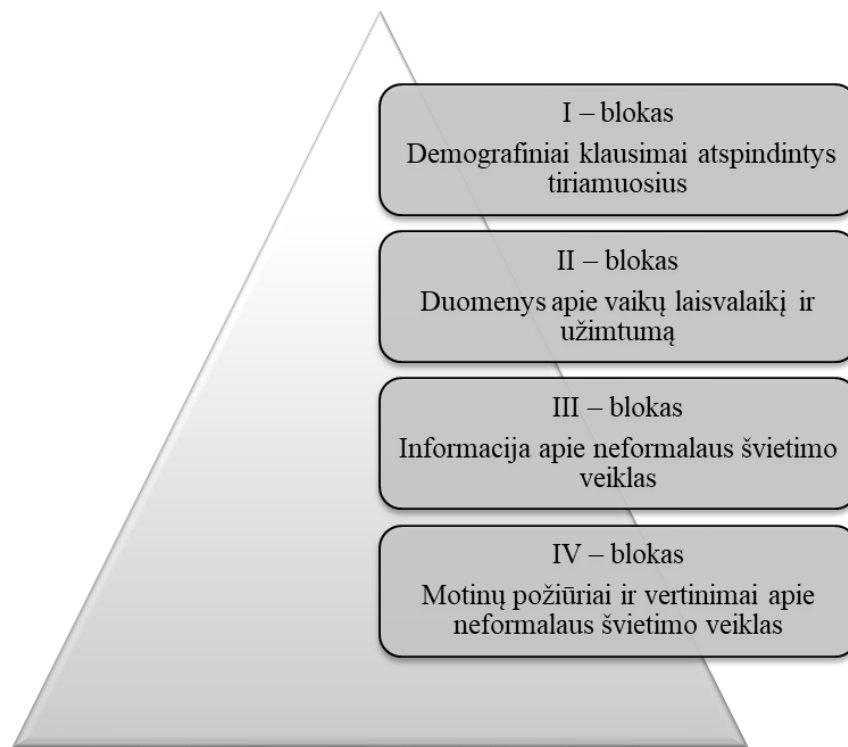 I – blokas
Demografiniai klausimai atspindintys
tiriamuosius
II – blokas
Duomenys apie vaikų laisvalaikį ir
užimtumą
III – blokas
Informacija apie neformalaus švietimo
veiklas
IV – blokas
Motinų požiūriai ir vertinimai apie
neformalaus švietimo veiklas